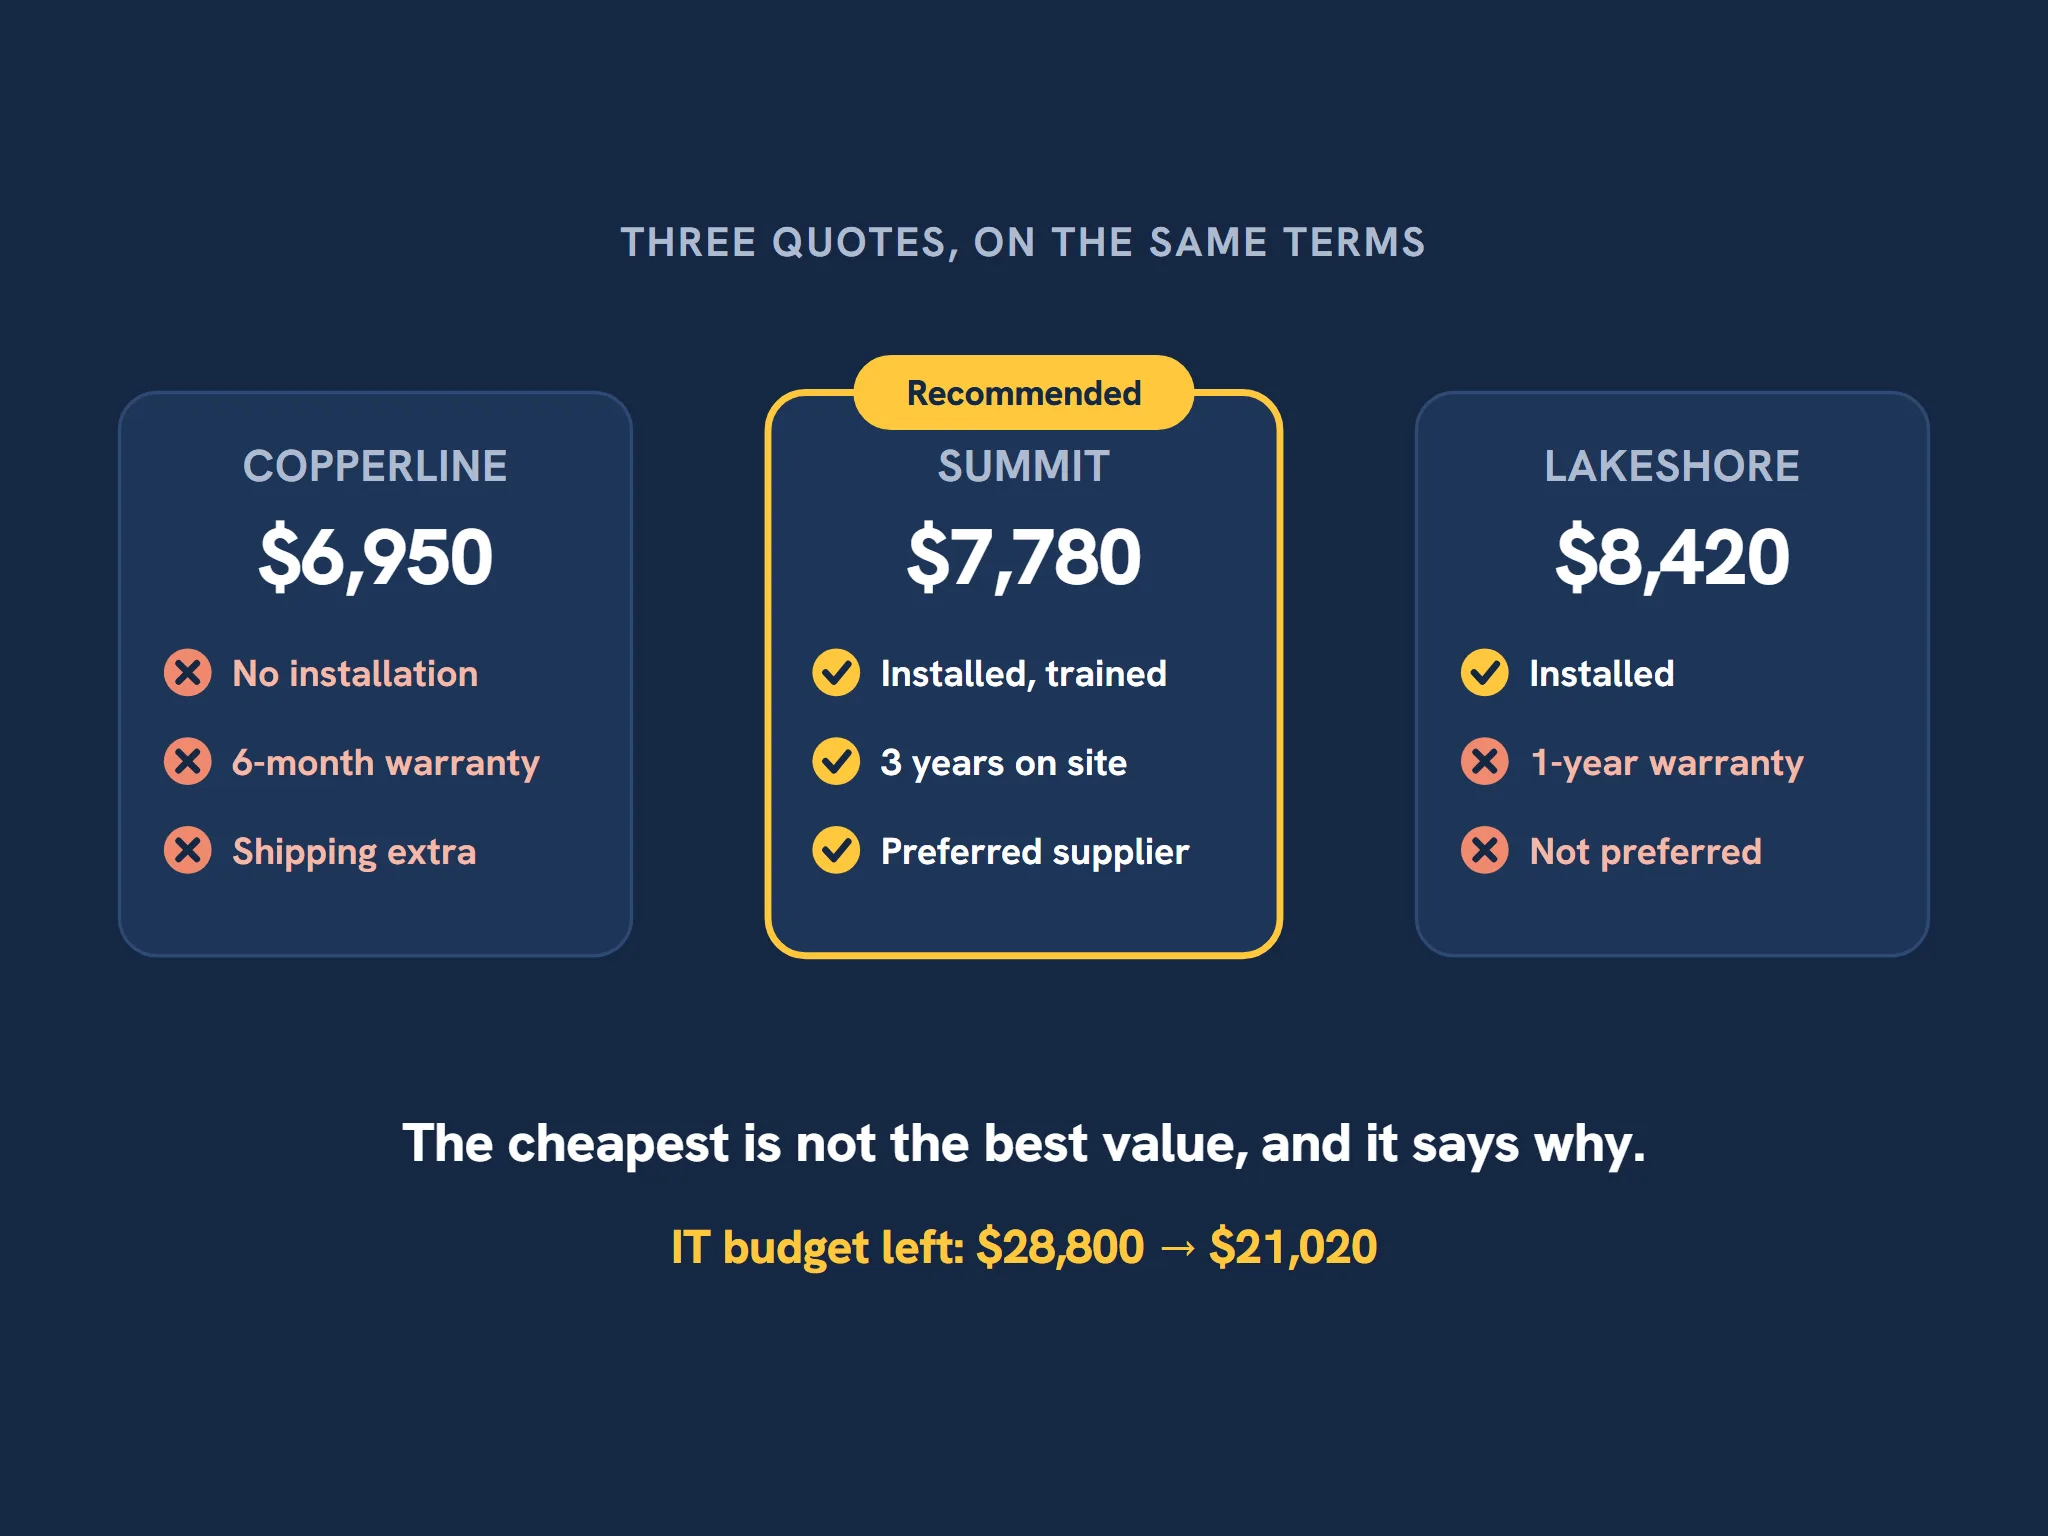 THREE QUOTES, ON THE SAME TERMS
COPPERLINE
$6,950
No installation
6-month warranty
Shipping extra
Recommended
SUMMIT
$7,780
Installed, trained
3 years on site
Preferred supplier
LAKESHORE
$8,420
Installed
1-year warranty
Not preferred
The cheapest is not the best value, and it says why.
IT budget left: $28,800 → $21,020